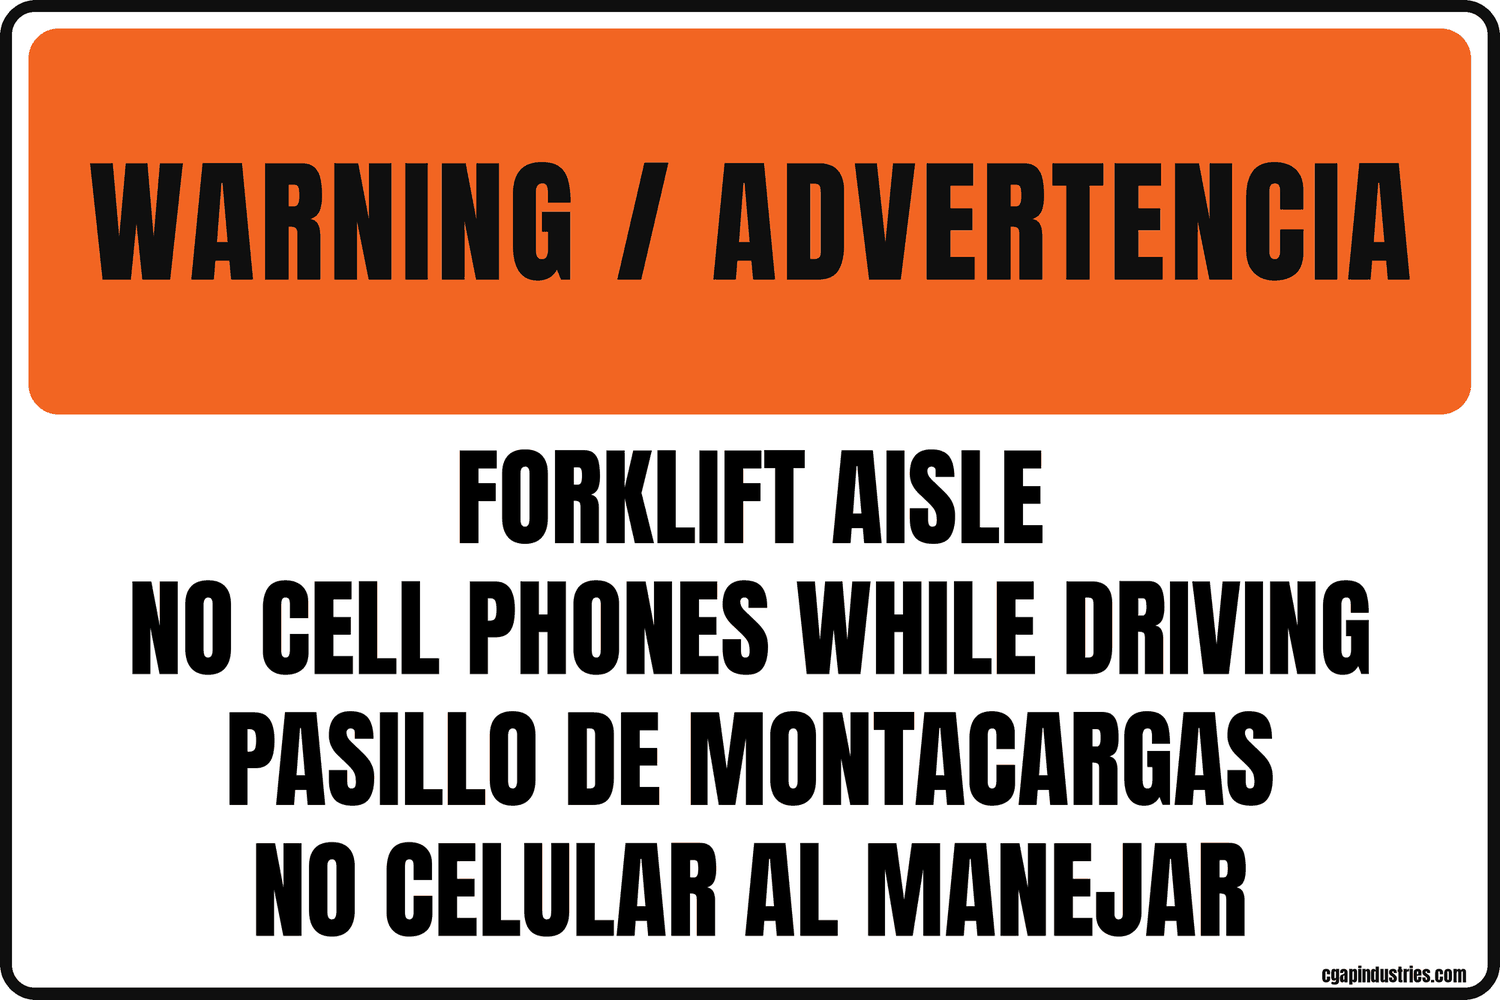 WARNING / ADVERTENCIA
FORKLIFT AISLE
NO CELL PHONES WHILE DRIVING
PASILLO DE MONTACARGAS
NO CELULAR AL MANEJAR
cgapindustries.com